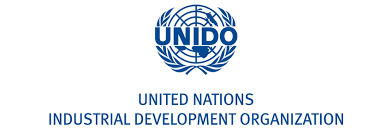 UNIDO
UNITED NATIONS
INDUSTRIAL DEVELOPMENT ORGANIZATION